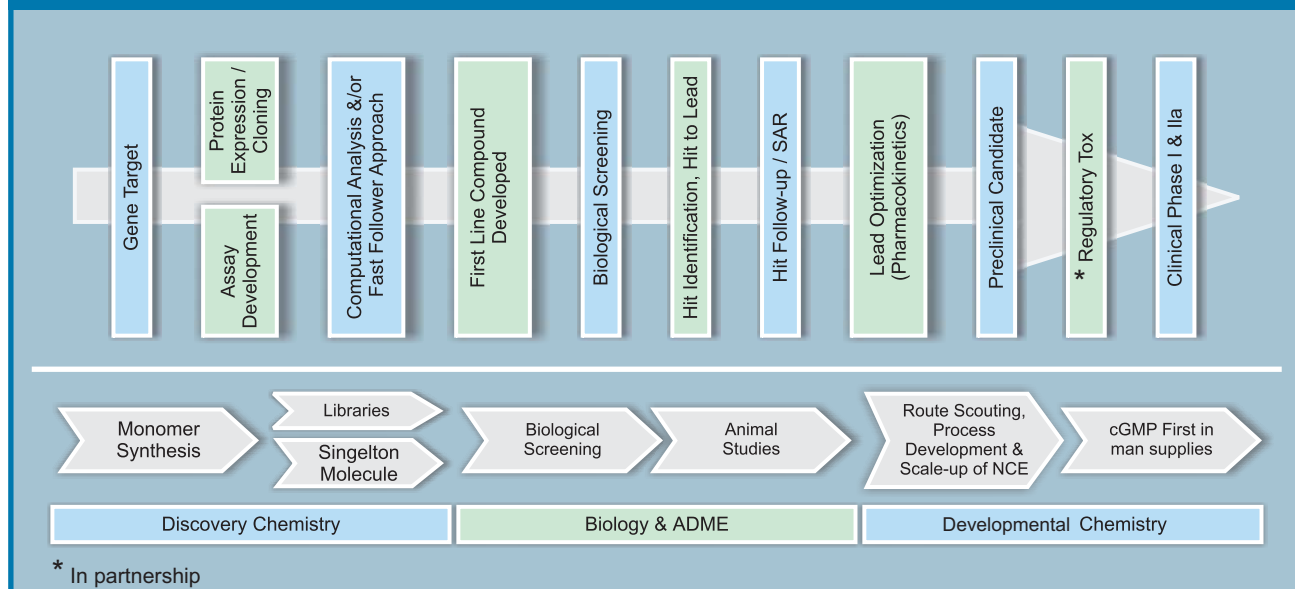 Gene Target
Protein
Expression /
Cloning
Assay
Development
Computational Analysis &/or
Fast Follower Approach
First Line Compound
Developed
Biological Screening
Hit Identification, Hit to Lead
Hit Follow-up / SAR
Lead Optimization
(Pharmacokinetics)
Preclinical Candidate
* Regulatory Tox
Clinical Phase I & IIa
Monomer
Synthesis
Libraries
Singelton
Molecule
Biological
Screening
Animal
Studies
Route Scouting,
Process
Development &
Scale-up of NCE
cGMP First in
man supplies
Discovery Chemistry
Biology & ADME
Developmental Chemistry
* In partnership